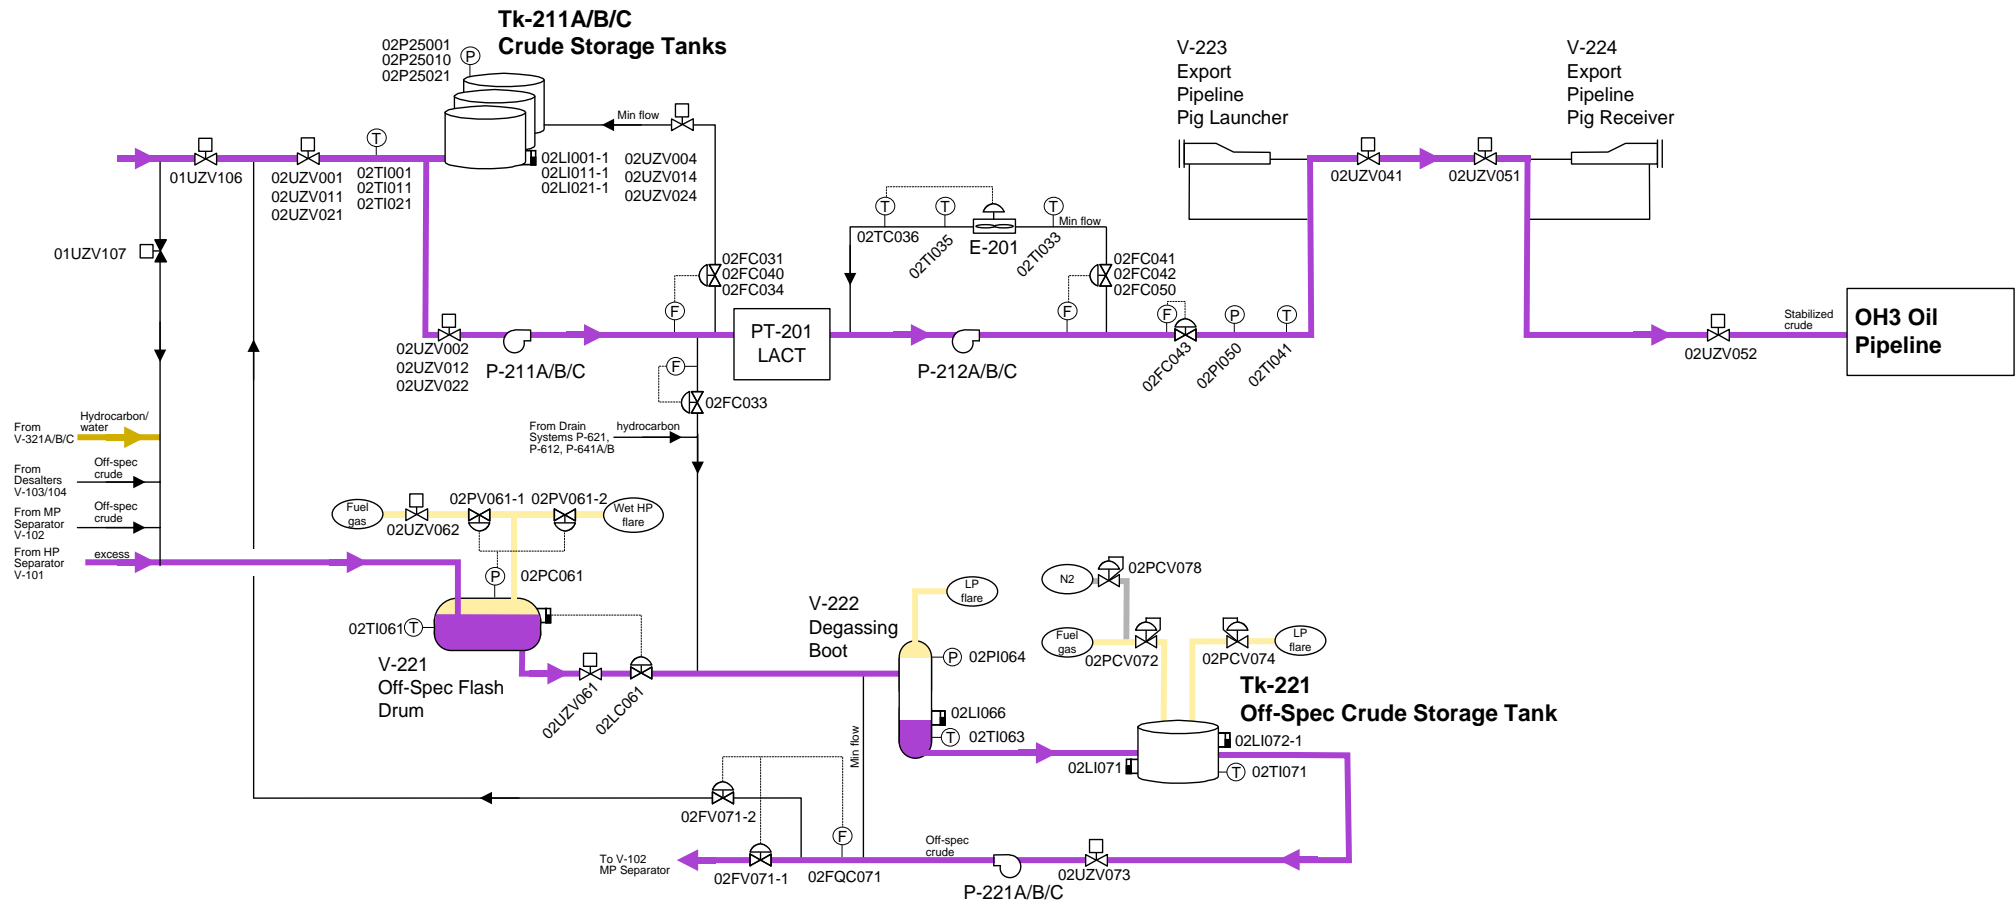 Tk-211A/B/C
Crude Storage Tanks
02P25001
02P25010
02P25021
P
Min flow
T
01UZV106
02UZV001
02UZV011
02UZV021
02TI001
02TI011
02TI021
02LI001-1
02LI011-1
02LI021-1
02UZV004
02UZV014
02UZV024
01UZV107
V-223
Export
Pipeline
Pig Launcher
V-224
Export
Pipeline
Pig Receiver
02UZV041
02UZV051
T
T
T
Min flow
02TC036
02TI035
E-201
02TI033
02FC031
02FC040
02FC034
F
02FC041
02FC042
02FC050
F
F
P
T
PT-201
LACT
02UZV002
02UZV012
02UZV022
P-211A/B/C
P-212A/B/C
02FC043
02PI050
02TI041
02UZV052
Stabilized
crude
OH3 Oil
Pipeline
F
02FC033
From Drain
Systems P-621,
P-612, P-641A/B
hydrocarbon
From
V-321A/B/C
Hydrocarbon/
water
From
Desalters
V-103/104
Off-spec
crude
From MP
Separator
V-102
Off-spec
crude
From HP
Separator
V-101
excess
Fuel
gas
02UZV062
02PV061-1
02PV061-2
Wet HP
flare
P
02PC061
02TI061
T
V-221
Off-Spec Flash
Drum
02UZV061
02LC061
V-222
Degassing
Boot
LP
flare
P
02PI064
02LI066
T
02TI063
N2
02PCV078
Fuel
gas
02PCV072
02PCV074
LP
flare
Tk-221
Off-Spec Crude Storage Tank
02LI072-1
02LI071
T
02TI071
Min flow
02FV071-2
F
Off-spec
crude
To V-102
MP Separator
02FV071-1
02FQC071
P-221A/B/C
02UZV073